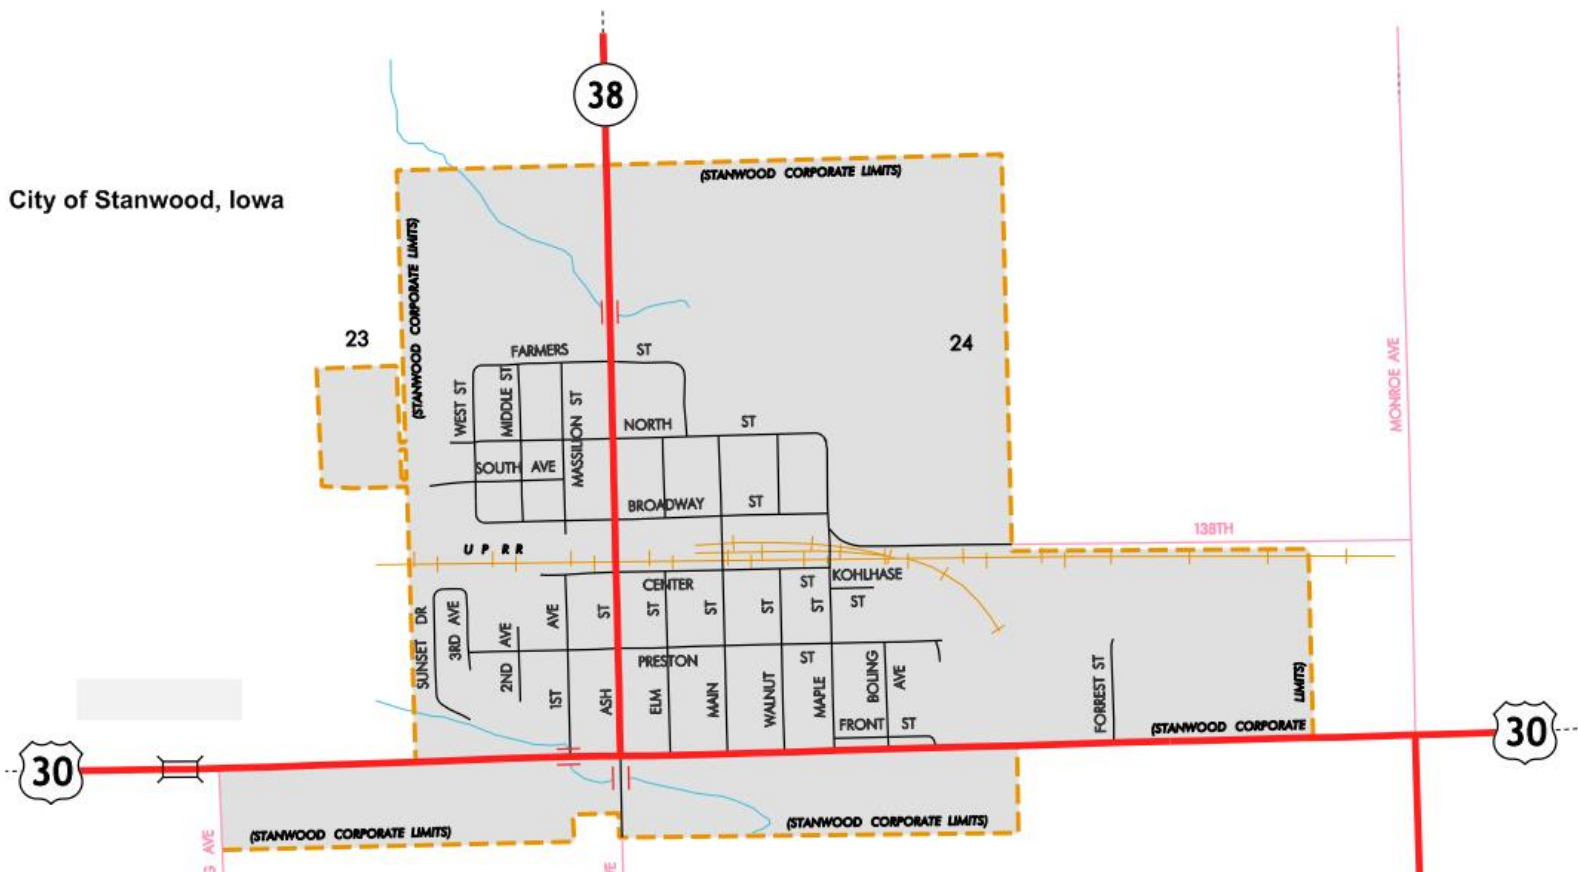 38
(STANWOOD CORPORATE LIMITS)
City of Stanwood, Iowa
(STANWOOD CORPORATE LIMITS)
23
24
FARMERS ST
MONROE AVE
WEST ST
MIDDLE ST
MASSILION ST
NORTH ST
SOUTH AVE
BROADWAY ST
138TH
U P R R
CENTER ST
KOHLHASE ST
SUNSET DR
3RD AVE
2ND AVE
1ST AVE
ASH ST
ELM ST
MAIN ST
WALNUT ST
MAPLE ST
PRESTON ST
BOLING AVE
FORREST ST
FRONT ST
(STANWOOD CORPORATE LIMITS)
30
30
(STANWOOD CORPORATE LIMITS)
(STANWOOD CORPORATE LIMITS)
G AVE
VE